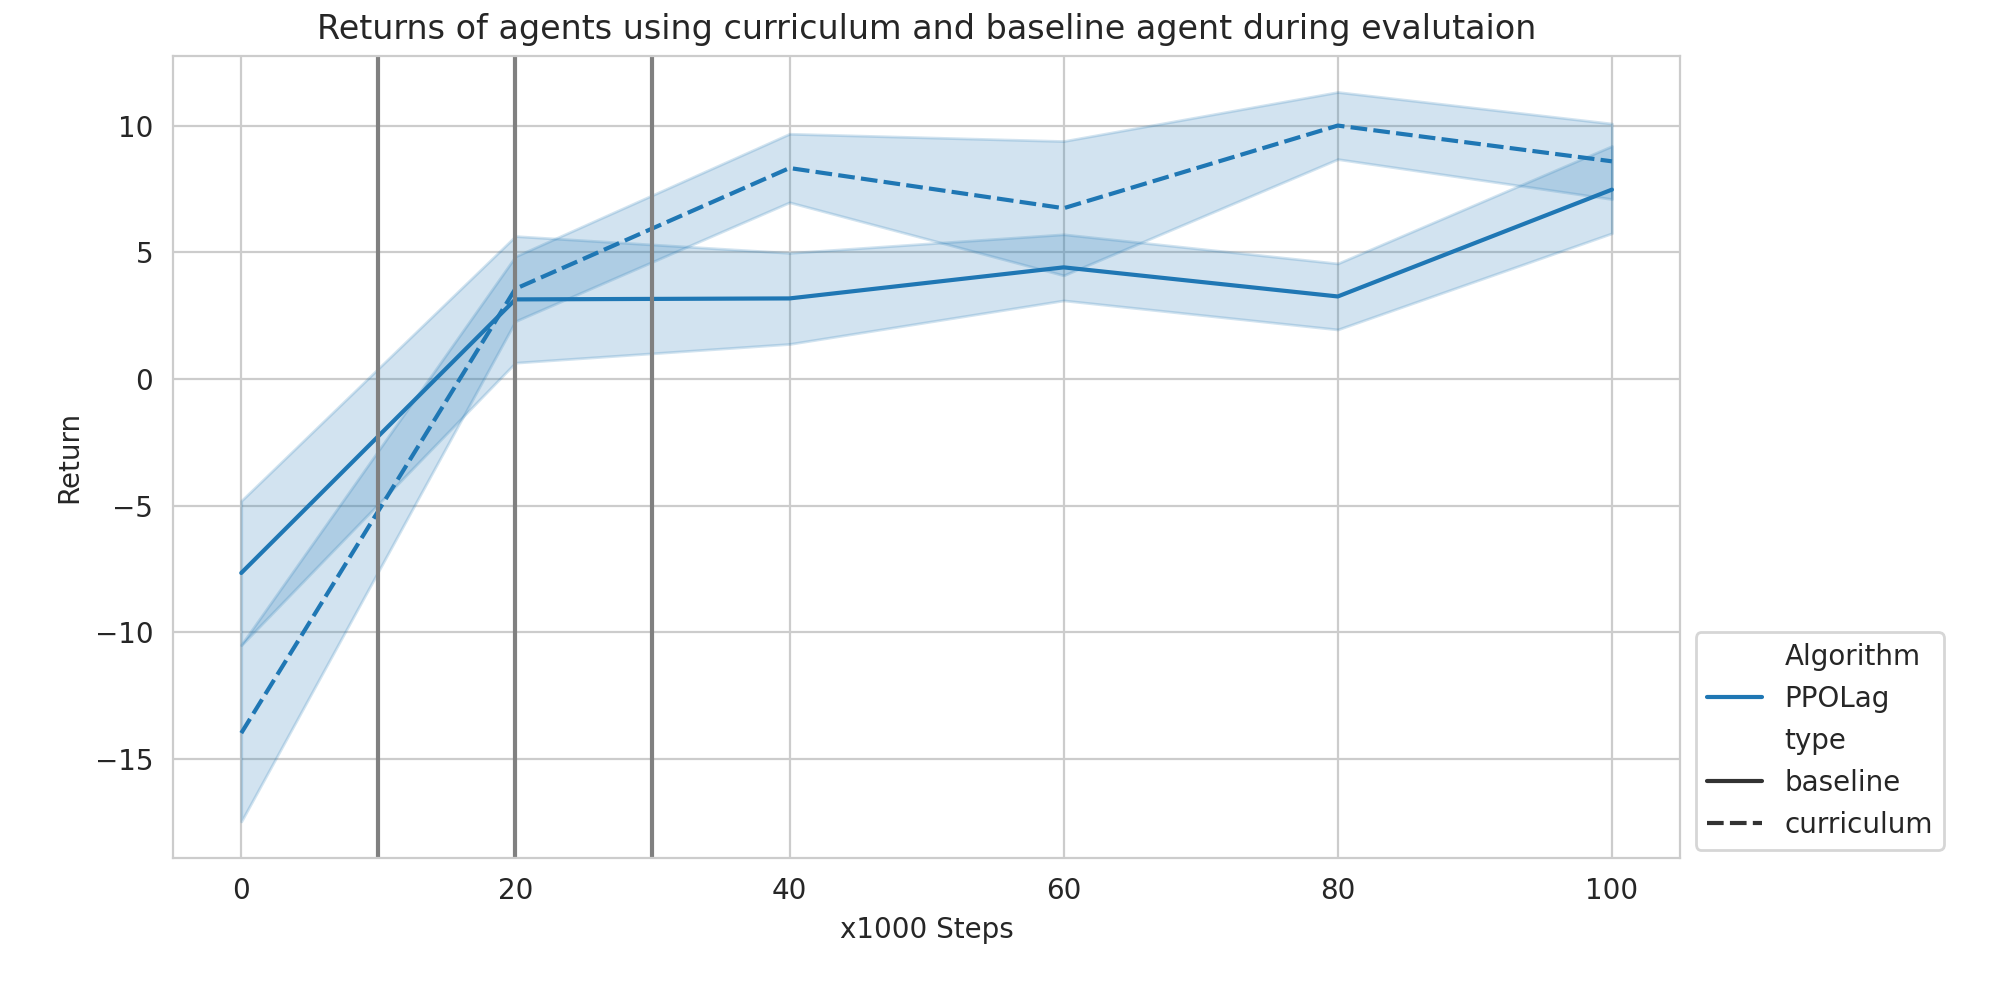 Returns of agents using curriculum and baseline agent during evalutaion
10
5
0
−5
−10
−15
Return
0 20 40 60 80 100
x1000 Steps
Algorithm
PPOLag
type
baseline
curriculum